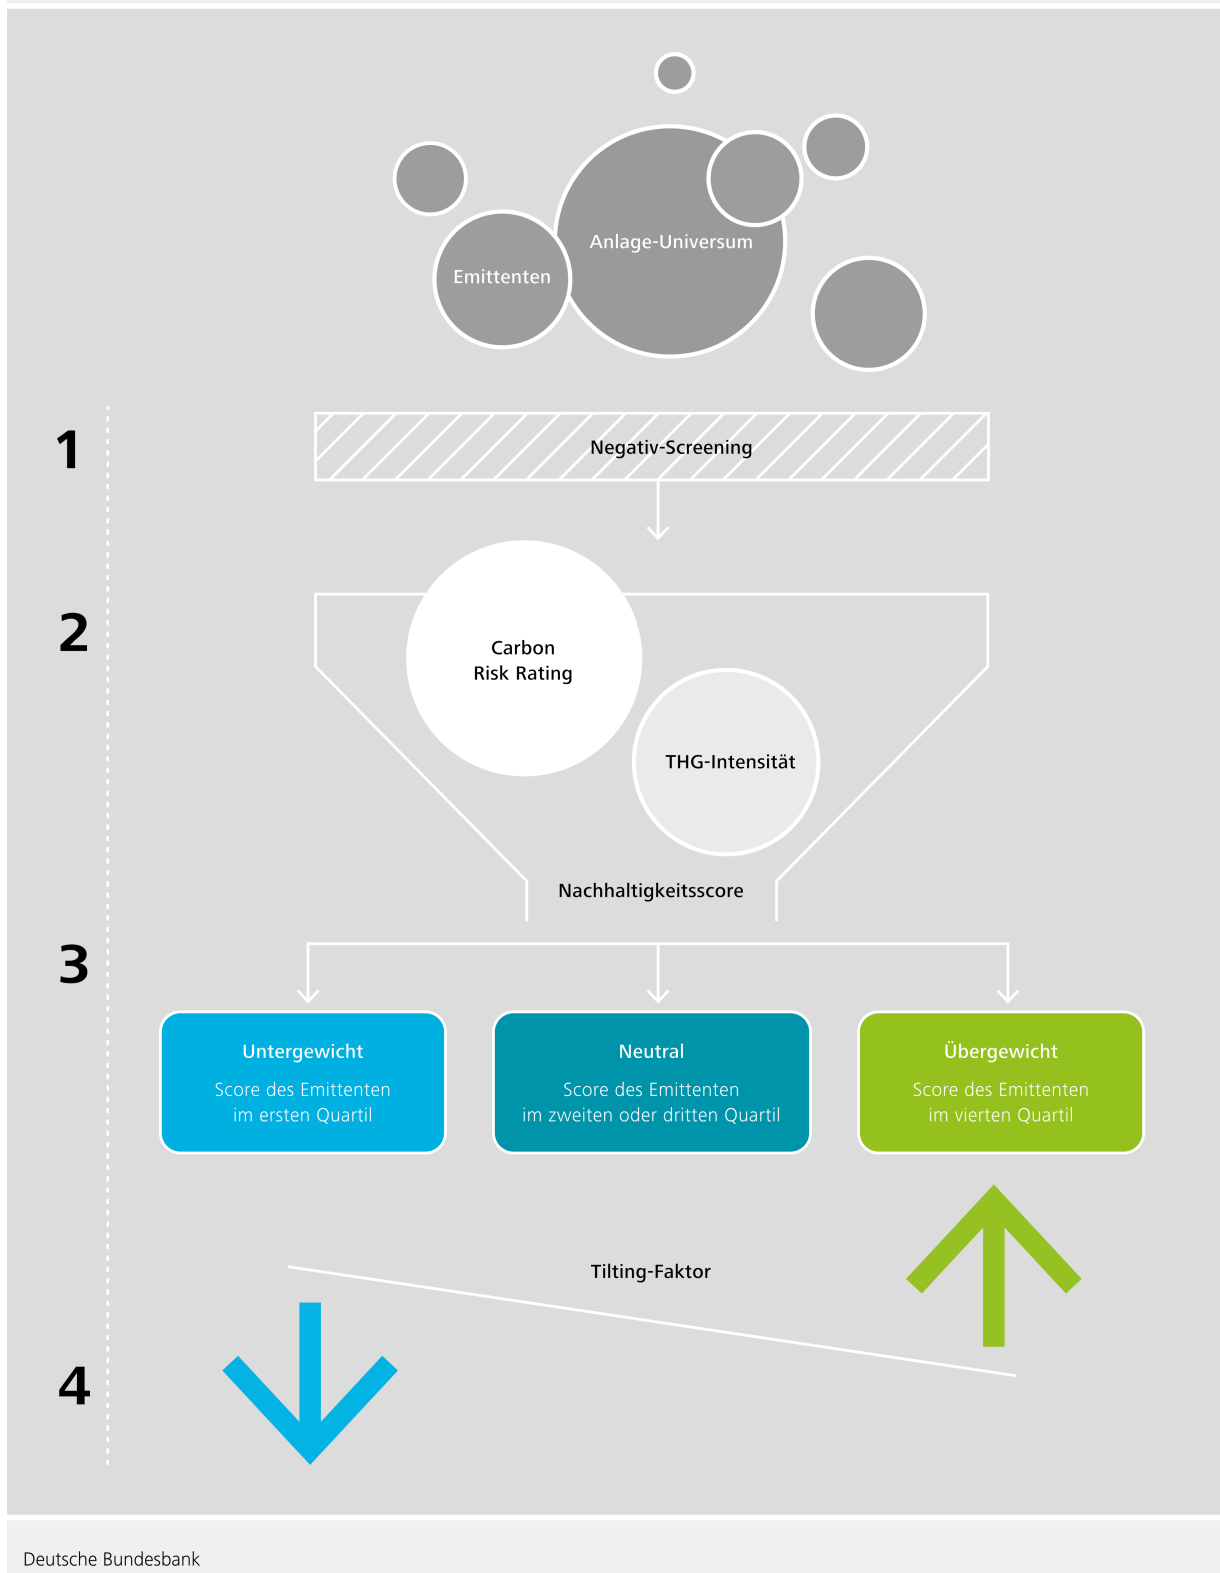 Anlage-Universum
Emittenten
1
Negativ-Screening
2
Carbon
Risk Rating
THG-Intensität
Nachhaltigkeitsscore
3
Untergewicht
Score des Emittenten
im ersten Quartil
Neutral
Score des Emittenten
im zweiten oder dritten Quartil
Übergewicht
Score des Emittenten
im vierten Quartil
Tilting-Faktor
4
Deutsche Bundesbank